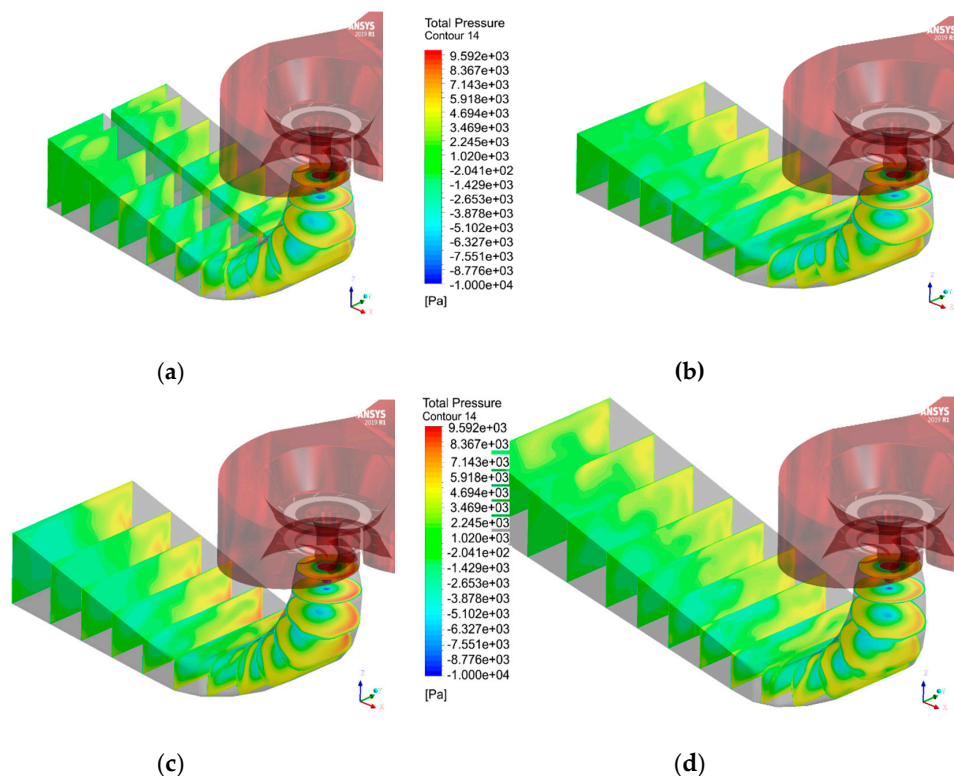 ANSYS
2019 R1
Total Pressure
Contour 14
9.592e+03
8.367e+03
7.143e+03
5.918e+03
4.694e+03
3.469e+03
2.245e+03
1.020e+03
-2.041e+02
-1.429e+03
-2.653e+03
-3.878e+03
-5.102e+03
-6.327e+03
-7.551e+03
-8.776e+03
-1.000e+04
[Pa]
ANSYS
2019 R1
Z
Y
X
Z
Y
X
(a)
(b)
ANSYS
2019 R1
Total Pressure
Contour 14
9.592e+03
8.367e+03
7.143e+03
5.918e+03
4.694e+03
3.469e+03
2.245e+03
1.020e+03
-2.041e+02
-1.429e+03
-2.653e+03
-3.878e+03
-5.102e+03
-6.327e+03
-7.551e+03
-8.776e+03
-1.000e+04
[Pa]
ANSYS
2019 R1
Z
Y
X
Z
Y
X
(c)
(d)